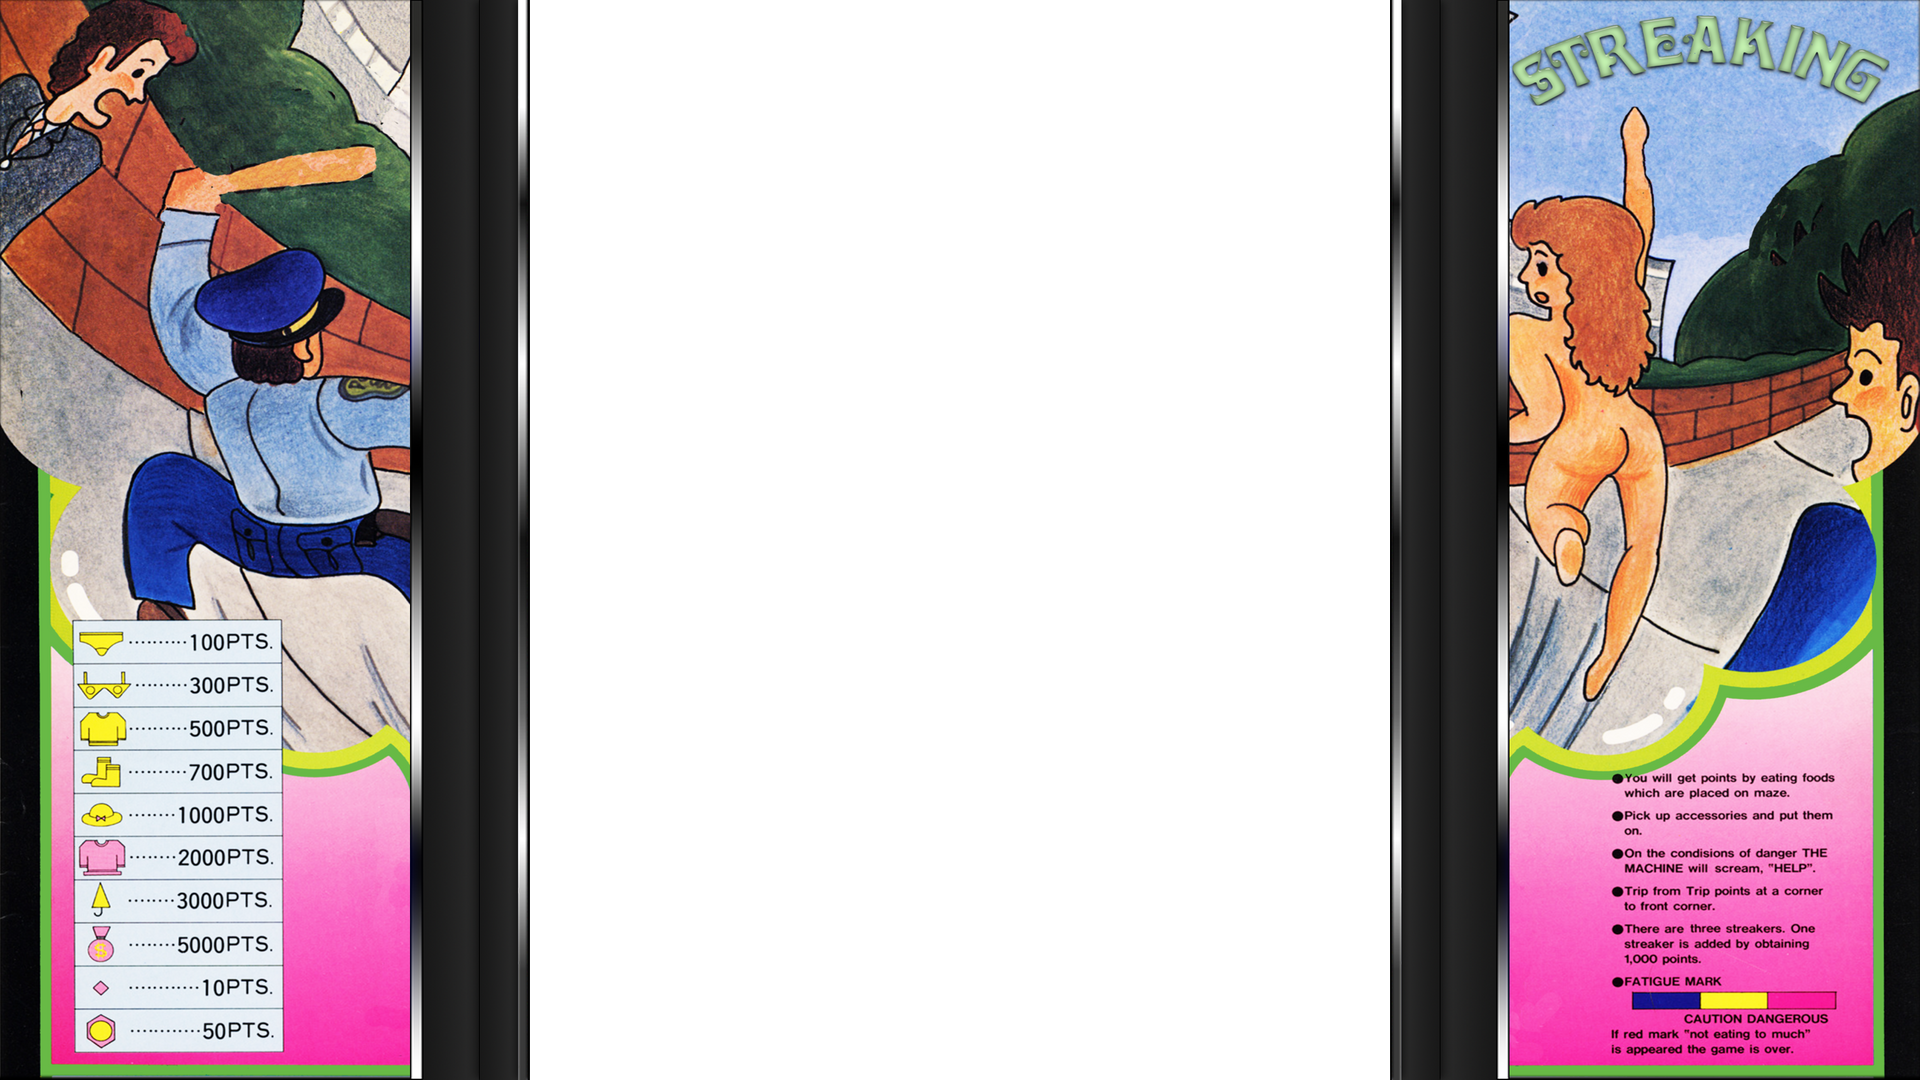 STREAKING
100PTS.
300PTS.
500PTS.
700PTS.
1000PTS.
2000PTS.
3000PTS.
$ 5000PTS.
10PTS.
50PTS.
●You will get points by eating foods
which are placed on maze.
●Pick up accessories and put them
on.
●On the condisions of danger THE
MACHINE will scream, "HELP".
●Trip from Trip points at a corner
to front corner.
●There are three streakers. One
streaker is added by obtaining
1,000 points.
●FATIGUE MARK
CAUTION DANGEROUS
If red mark "not eating to much"
is appeared the game is over.